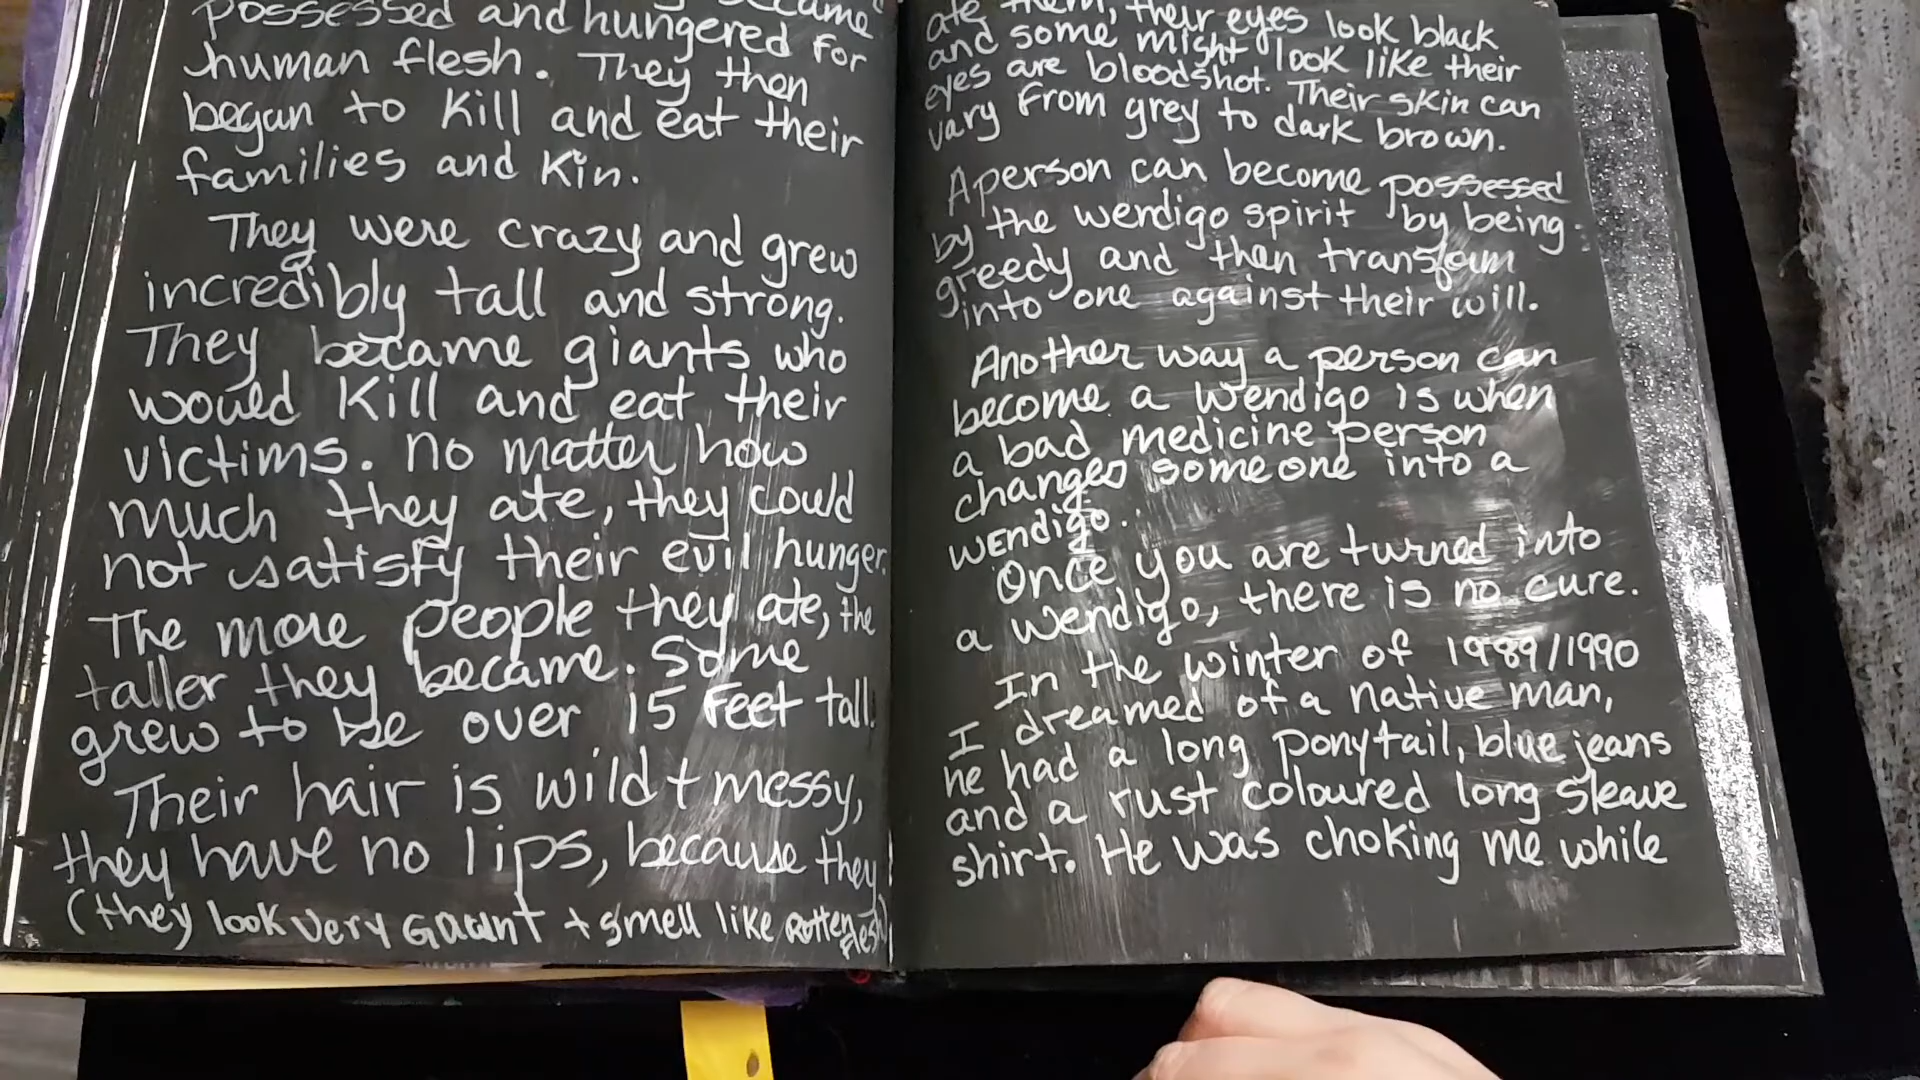 possessed and hungered for
human flesh. They then
began to kill and eat their
families and kin.
They were crazy and grew
incredibly tall and strong.
They became giants who
would kill and eat their
victims. no matter how
much they ate, they could
not satisfy their evil hunger.
The more people they ate, the
taller they became. Some
grew to be over 15 feet tall.
Their hair is wild + messy,
they have no lips, because they
(they look very Gaunt + smell like Rotten flesh)
ate them, their eyes look black
and some might look like their
eyes are bloodshot. Their skin can
vary from grey to dark brown.
A person can become possessed
by the wendigo spirit by being
greedy and then transform
into one against their will.
Another way a person can
become a wendigo is when
a bad medicine person
changes someone into a
wendigo.
Once you are turned into
a wendigo, there is no cure.
In the winter of 1989/1990
I dreamed of a native man,
he had a long ponytail, blue jeans
and a rust coloured long sleave
shirt. He was choking me while